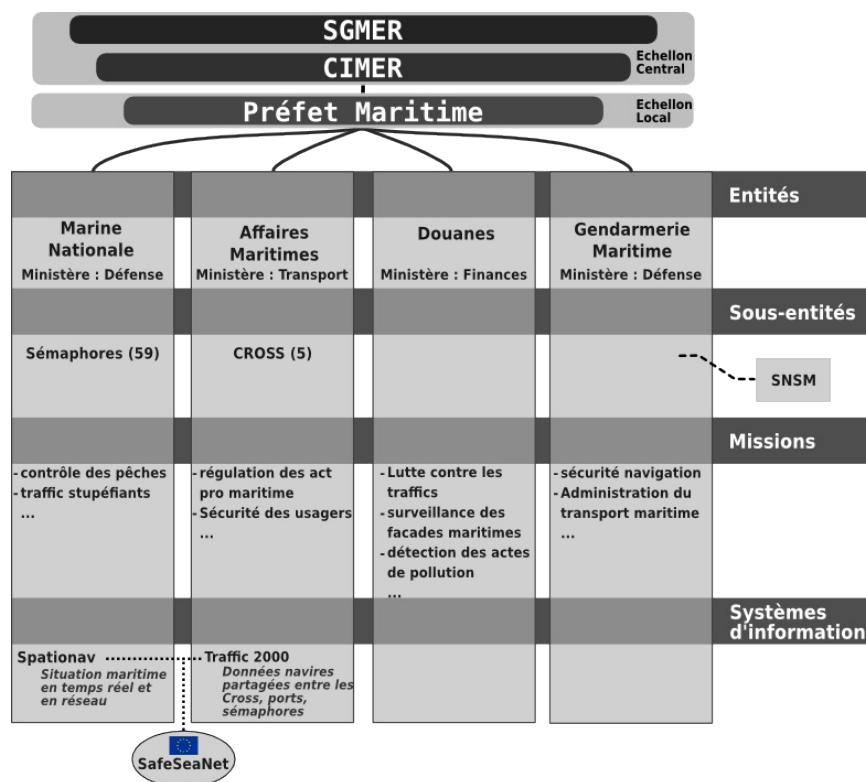 SGMER
CIMER
Echellon
Central
Préfet Maritime
Echellon
Local
Entités
Marine
Nationale
Ministère : Défense
Affaires
Maritimes
Ministère : Transport
Douanes
Ministère : Finances
Gendarmerie
Maritime
Ministère : Défense
Sous-entités
Sémaphores (59)
CROSS (5)
SNSM
Missions
- contrôle des pêches
- traffic stupéfiants
...
- régulation des act
pro maritime
- Sécurité des usagers
...
- Lutte contre les
traffics
- surveillance des
facades maritimes
- détection des actes
de pollution
...
- sécurité navigation
- Administration du
transport maritime
...
Systèmes
d'information
Spationav
Situation maritime
en temps réel et
en réseau
Traffic 2000
Données navires
partagées entre les
Cross, ports,
sémaphores
SafeSeaNet